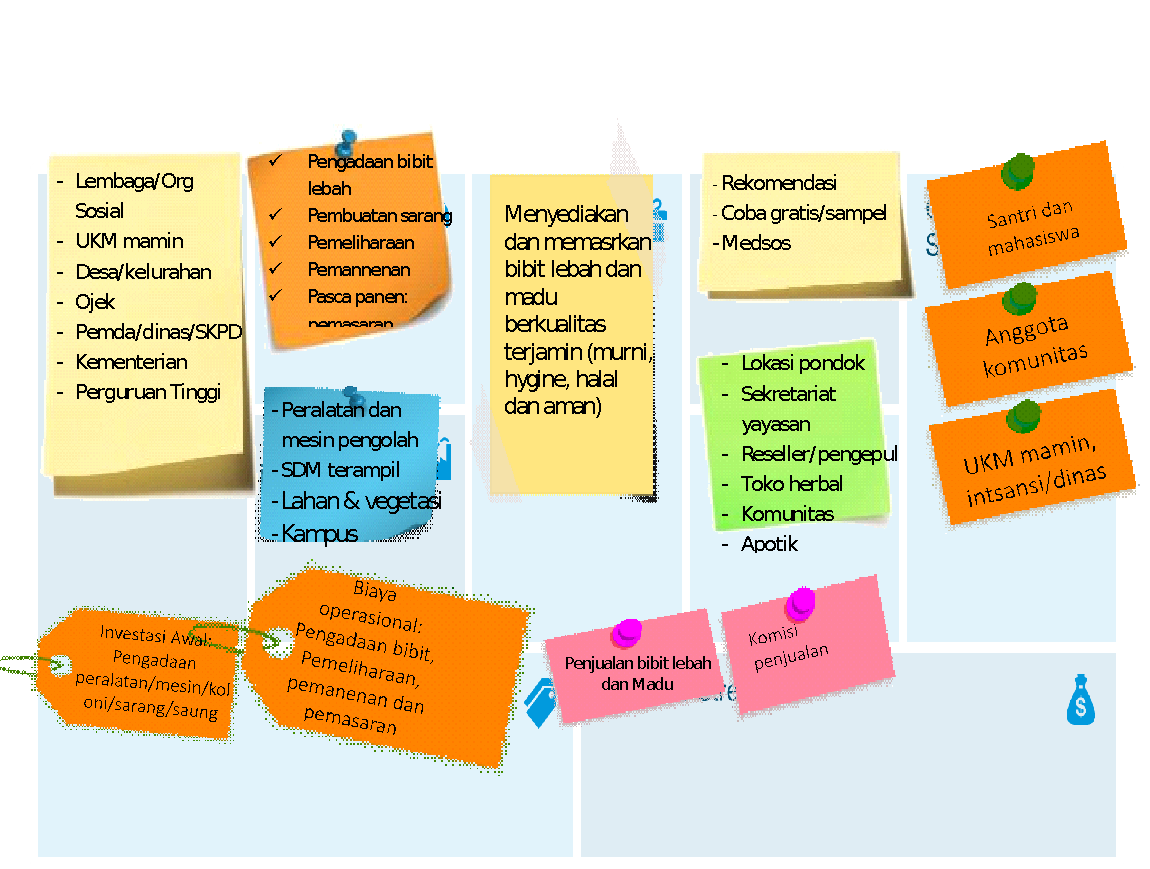 - Lembaga/Org
Sosial
- UKM mamin
- Desa/kelurahan
- Ojek
- Pemda/dinas/SKPD
- Kementerian
- Perguruan Tinggi
✓ Pengadaan bibit
lebah
✓ Pembuatan sarang
✓ Pemeliharaan
✓ Pemannenan
✓ Pasca panen:
pemasaran
- Peralatan dan
mesin pengolah
- SDM terampil
- Lahan & vegetasi
- Kampus
Menyediakan
dan memasrkan
bibit lebah dan
madu
berkualitas
terjamin (murni,
hygine, halal
dan aman)
- Rekomendasi
- Coba gratis/sampel
- Medsos
- Lokasi pondok
- Sekretariat
yayasan
- Reseller/pengepul
- Toko herbal
- Komunitas
- Apotik
Santri dan
mahasiswa
Anggota
komunitas
UKM mamin,
intsansi/dinas
Investasi Awal:
Pengadaan
peralatan/mesin/kol
oni/sarang/saung
Biaya
operasional:
Pengadaan bibit,
Pemeliharaan,
pemanenan dan
pemasaran
Penjualan bibit lebah
dan Madu
Komisi
penjualan
$